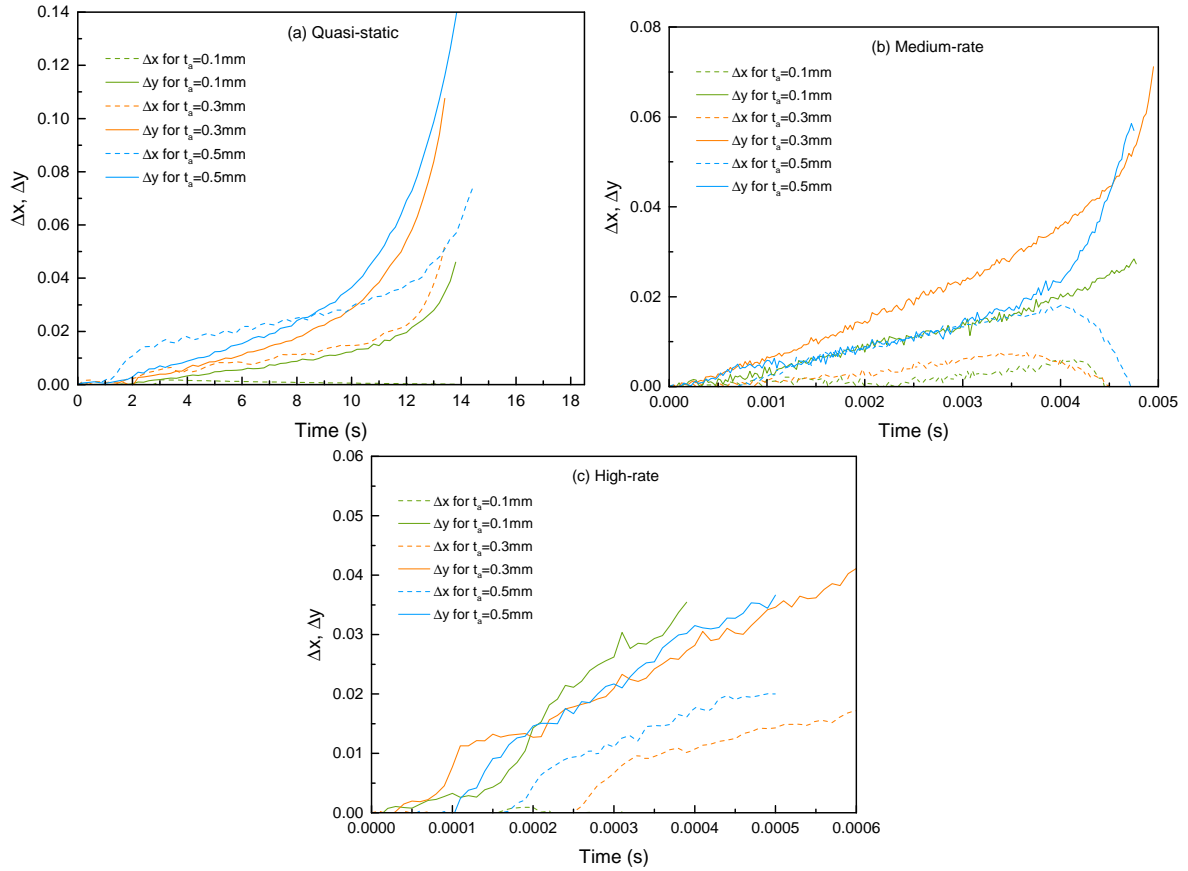 (a) Quasi-static
Δx for tₐ=0.1mm
Δy for tₐ=0.1mm
Δx for tₐ=0.3mm
Δy for tₐ=0.3mm
Δx for tₐ=0.5mm
Δy for tₐ=0.5mm
0.14
0.12
0.10
0.08
0.06
0.04
0.02
0.00
Δx, Δy
0 2 4 6 8 10 12 14 16 18
Time (s)
(b) Medium-rate
Δx for tₐ=0.1mm
Δy for tₐ=0.1mm
Δx for tₐ=0.3mm
Δy for tₐ=0.3mm
Δx for tₐ=0.5mm
Δy for tₐ=0.5mm
0.08
0.06
0.04
0.02
0.00
Δx, Δy
0.000 0.001 0.002 0.003 0.004 0.005
Time (s)
(c) High-rate
Δx for tₐ=0.1mm
Δy for tₐ=0.1mm
Δx for tₐ=0.3mm
Δy for tₐ=0.3mm
Δx for tₐ=0.5mm
Δy for tₐ=0.5mm
0.06
0.05
0.04
0.03
0.02
0.01
0.00
Δx, Δy
0.0000 0.0001 0.0002 0.0003 0.0004 0.0005 0.0006
Time (s)